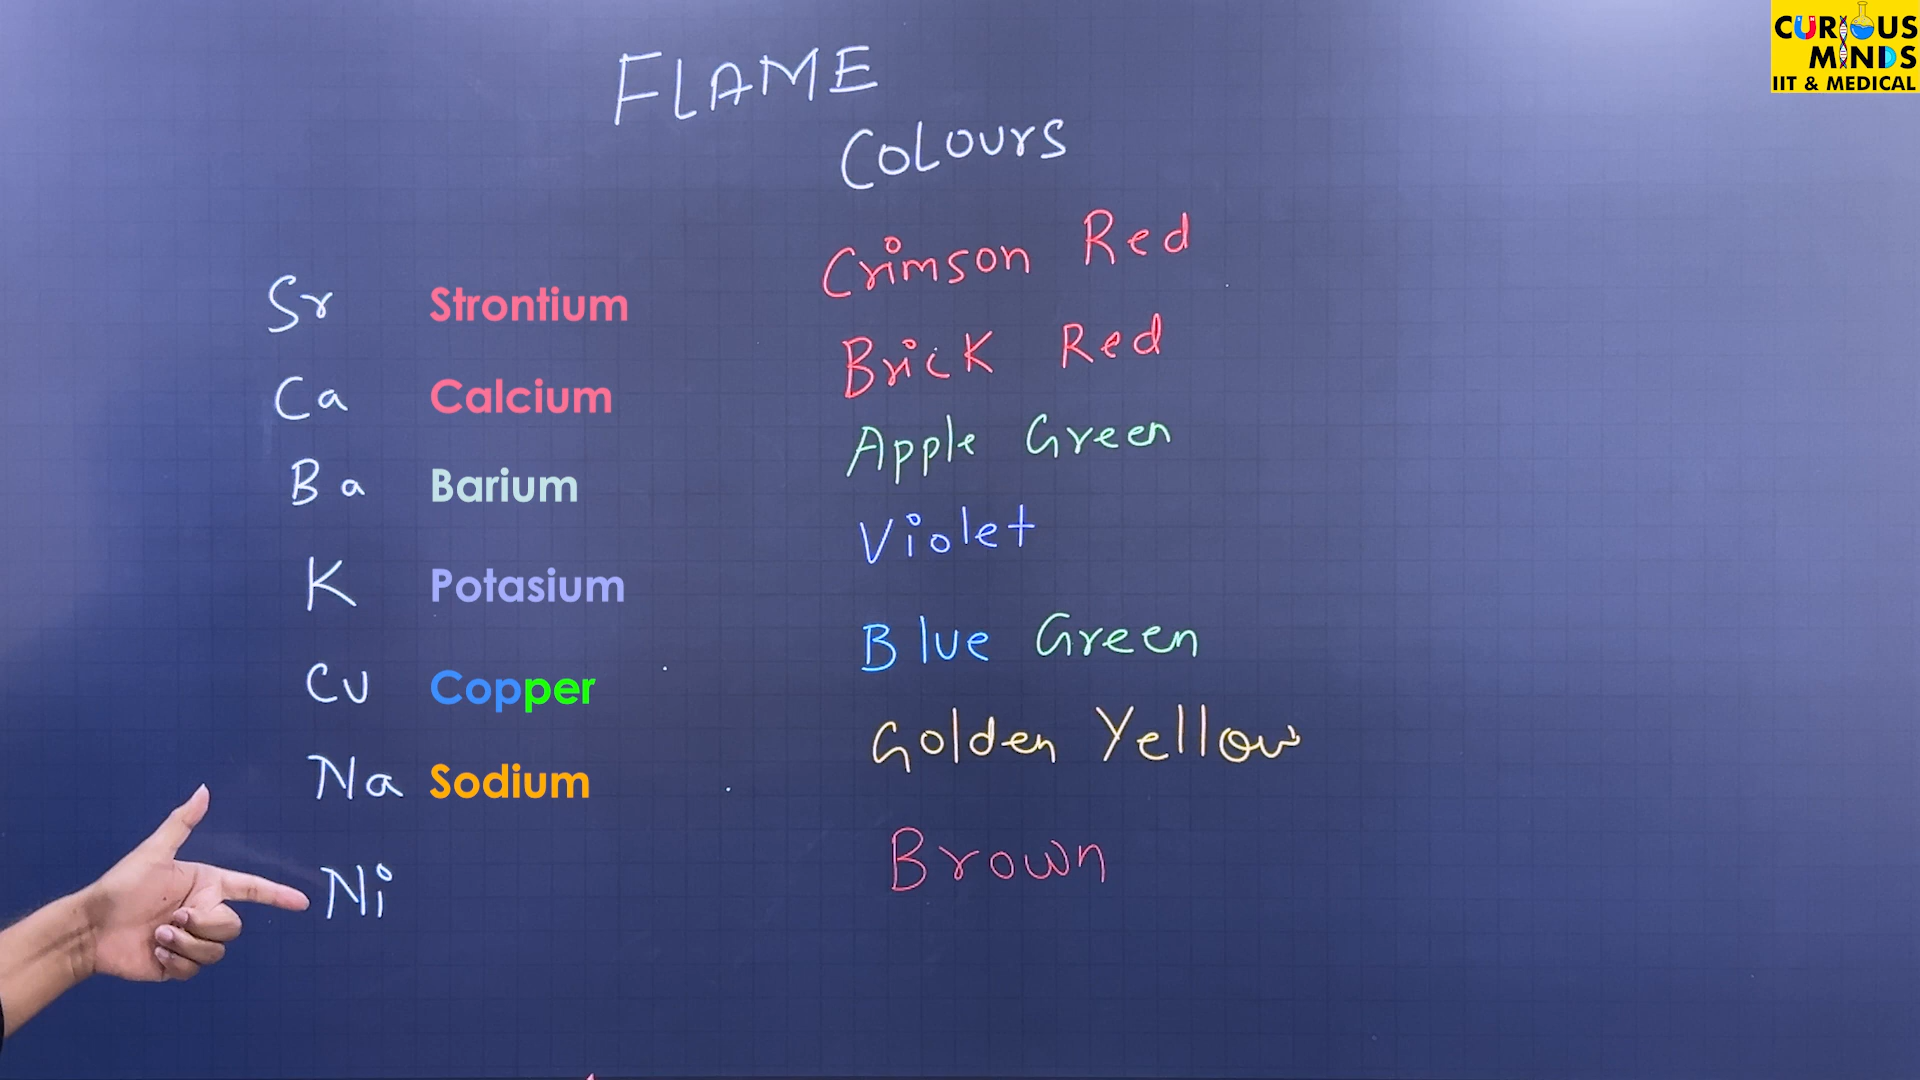 CURIOUS
MINDS
IIT & MEDICAL
FLAME
COLOURS
Sr Strontium Crimson Red
Ca Calcium Brick Red
Ba Barium Apple Green
K Potasium Violet
Cu Copper Blue Green
Na Sodium Golden Yellow
Ni Brown